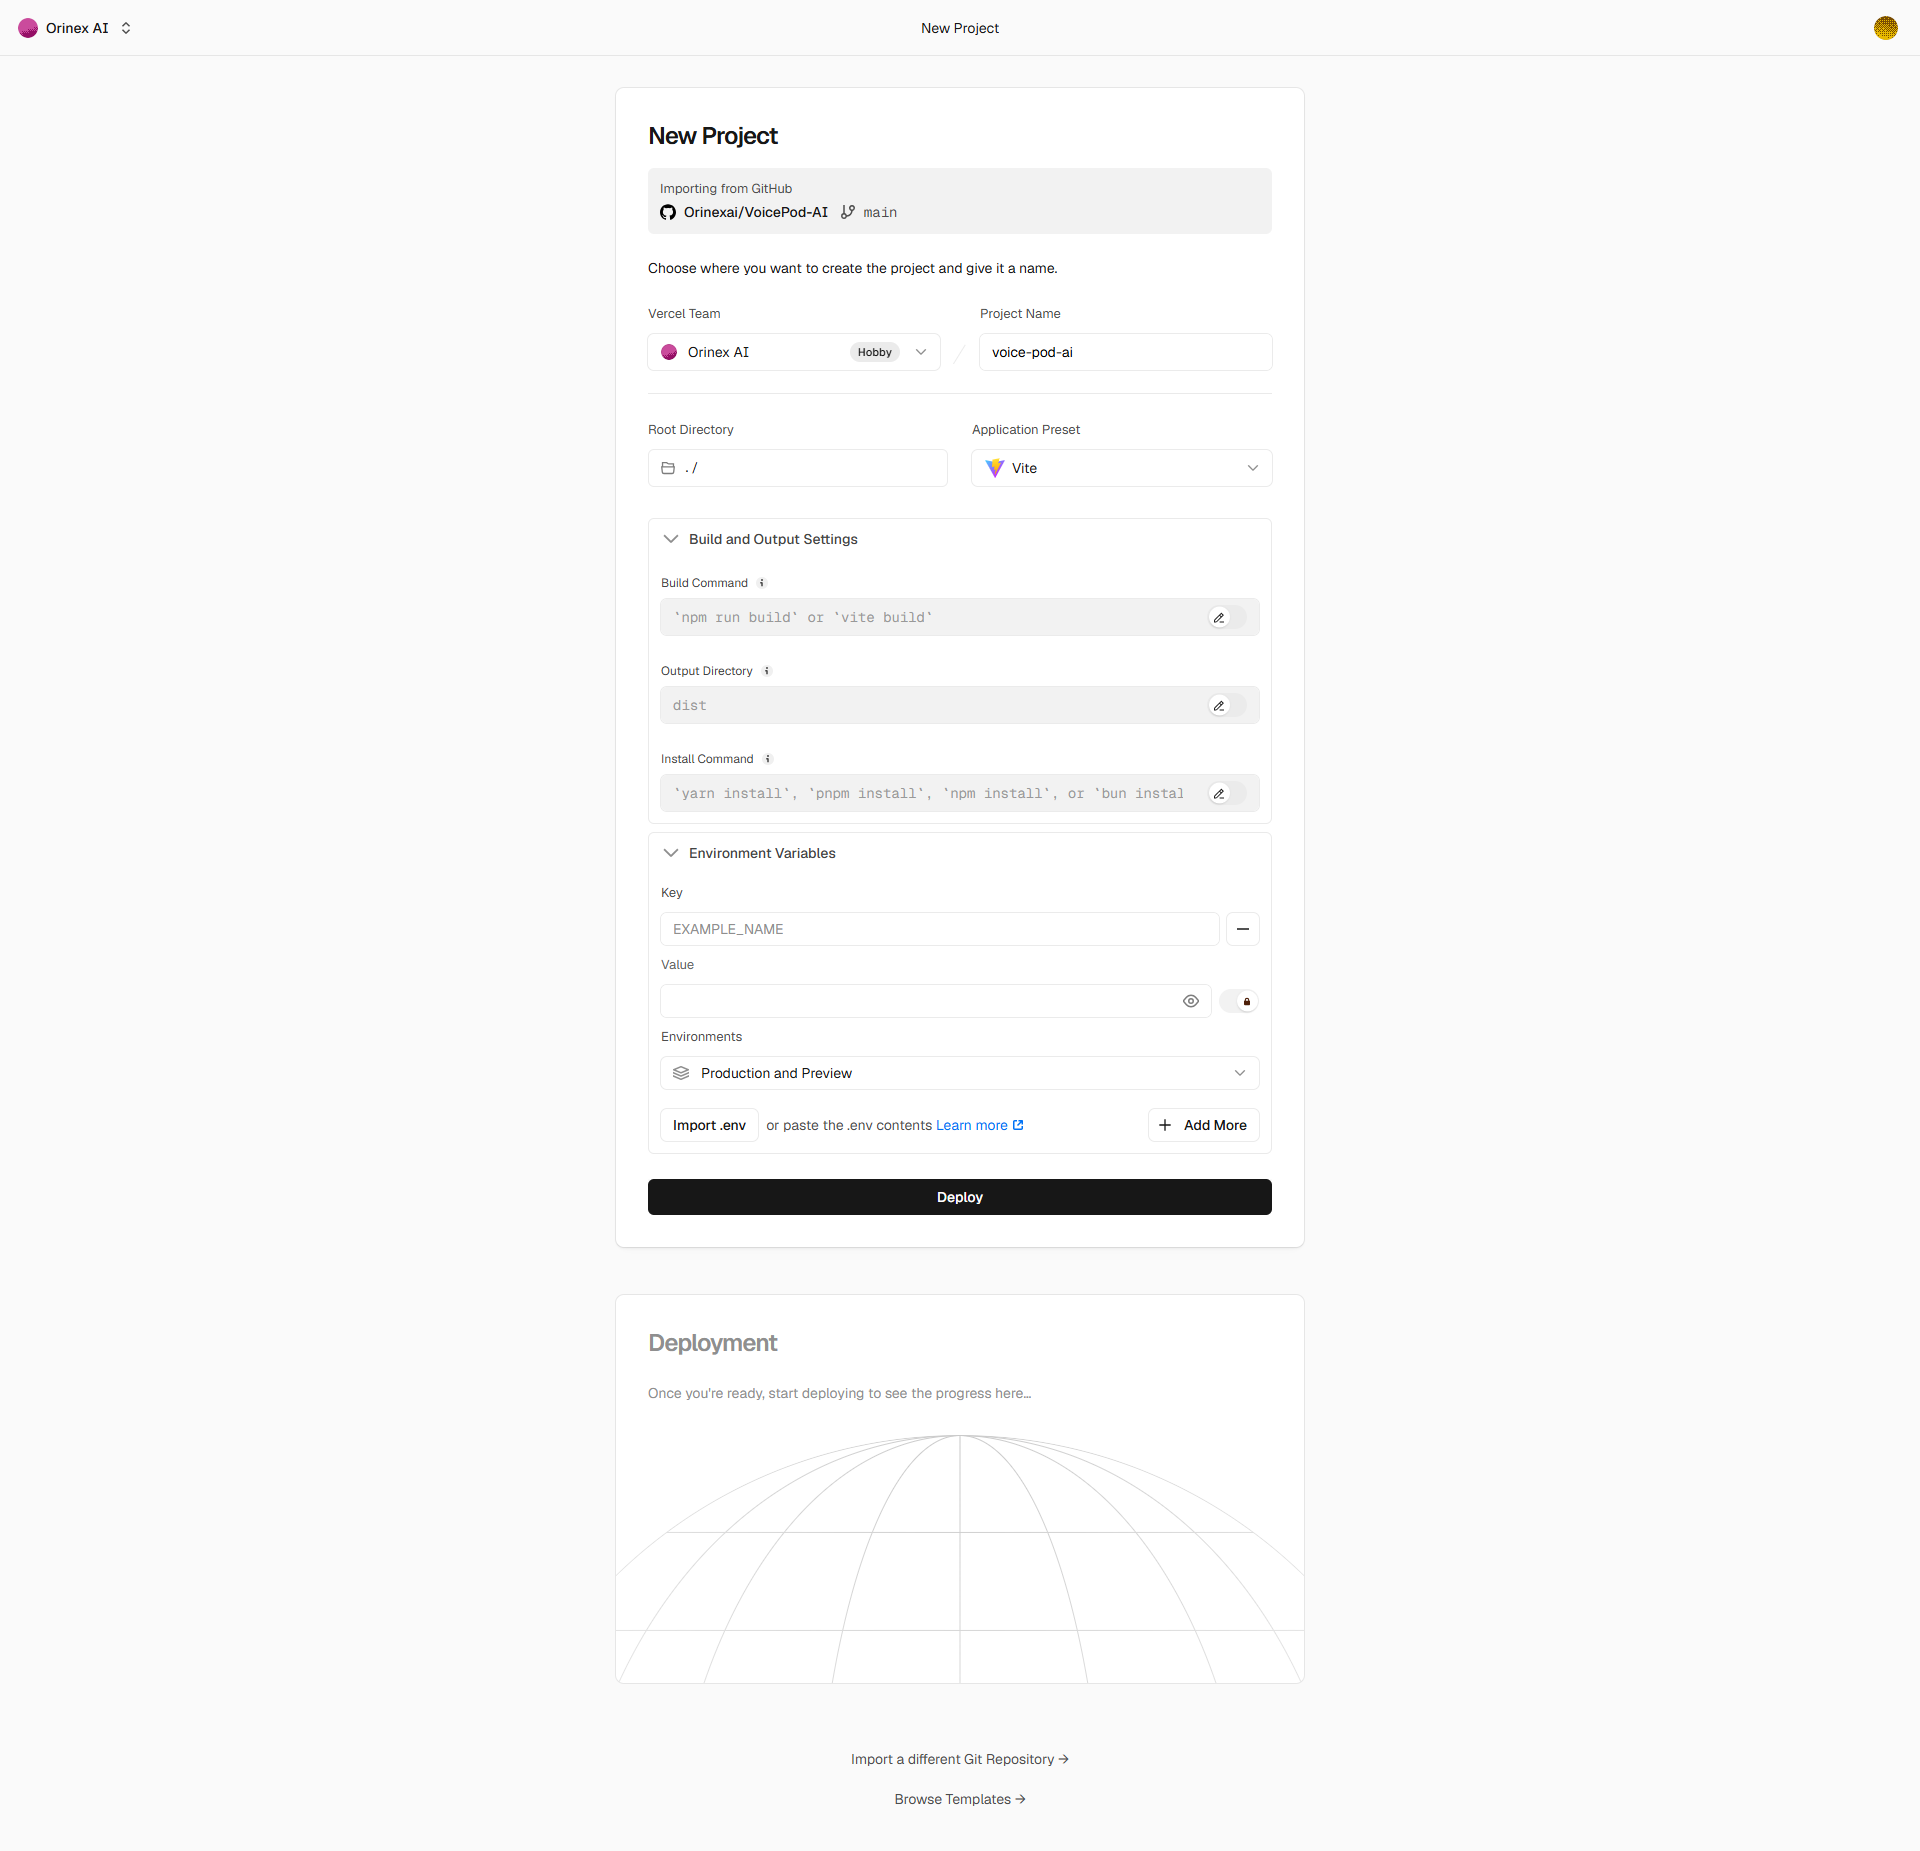 Orinex AI
New Project
New Project
Importing from GitHub
Orinexai/VoicePod-AI main
Choose where you want to create the project and give it a name.
Vercel Team
Project Name
Orinex AI Hobby
voice-pod-ai
Root Directory
Application Preset
./
Vite
Build and Output Settings
Build Command
`npm run build` or `vite build`
Output Directory
dist
Install Command
`yarn install`, `pnpm install`, `npm install`, or `bun instal
Environment Variables
Key
EXAMPLE_NAME
Value
Environments
Production and Preview
Import .env or paste the .env contents Learn more
Add More
Deploy
Deployment
Once you're ready, start deploying to see the progress here...
Import a different Git Repository →
Browse Templates →